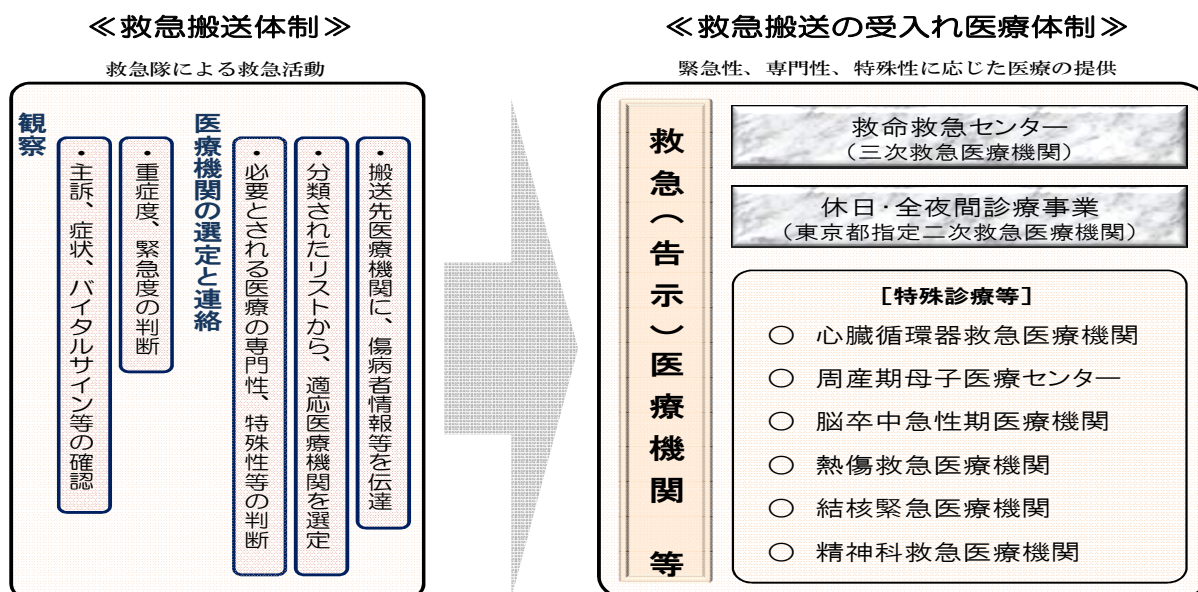 ≪救急搬送体制≫
救急隊による救急活動
観察
・主訴、症状、バイタルサイン等の確認
・重症度、緊急度の判断
医療機関の選定と連絡
・必要とされる医療の専門性、特殊性等の判断
・分類されたリストから、適応医療機関を選定
・搬送先医療機関に、傷病者情報等を伝達
≪救急搬送の受入れ医療体制≫
緊急性、専門性、特殊性に応じた医療の提供
救急（告示）医療機関 等
救命救急センター
（三次救急医療機関）
休日･全夜間診療事業
（東京都指定二次救急医療機関）
［特殊診療等］
○ 心臓循環器救急医療機関
○ 周産期母子医療センター
○ 脳卒中急性期医療機関
○ 熱傷救急医療機関
○ 結核緊急医療機関
○ 精神科救急医療機関